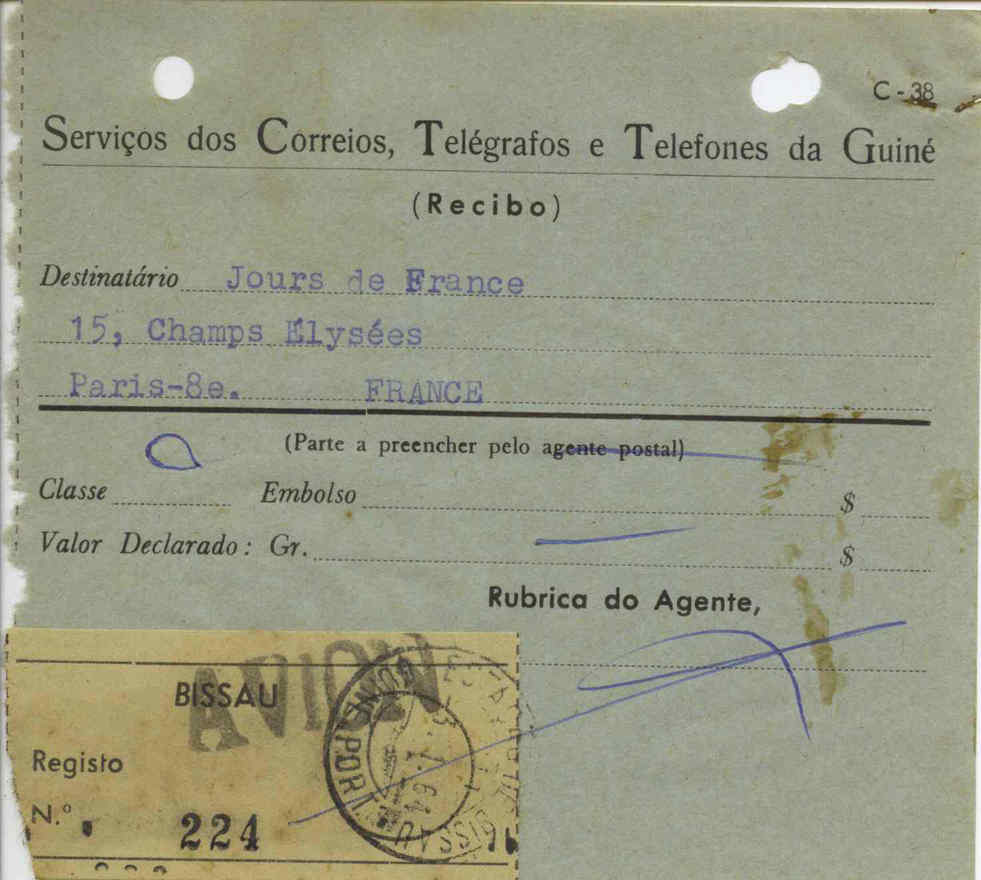 C - 38
Serviços dos Correios, Telégrafos e Telefones da Guiné
(Recibo)
Destinatário Jours de France
15, Champs Élysées
Paris-8e. FRANCE
(Parte a preencher pelo agente postal)
Classe Embolso $
Valor Declarado: Gr. $
Rubrica do Agente,
AVION
BISSAU
Registo
N.º 224
GUINE PORT
BISSAU
64